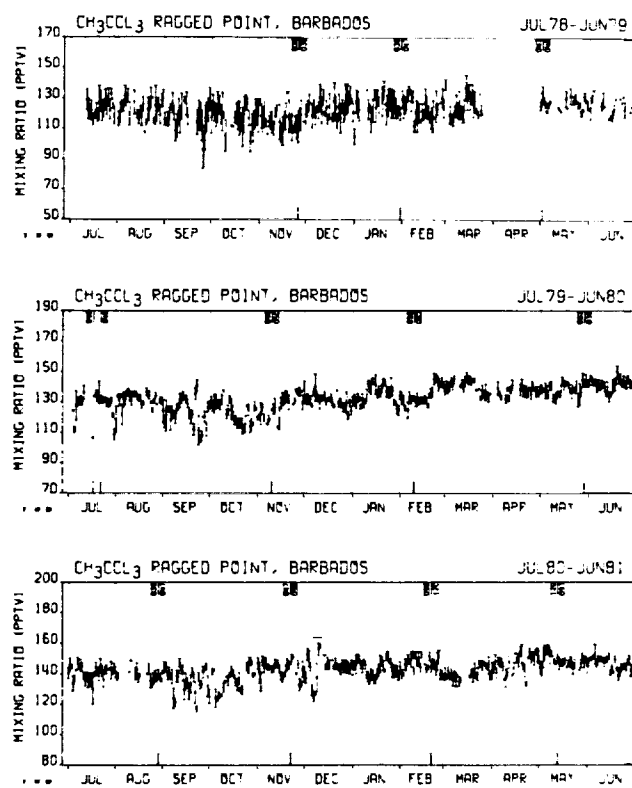 CH3CCL3 RAGGED POINT, BARBADOS JUL78-JUN79
MIXING RATIO (PPTV)
170
150
130
110
90
70
50
JUL AUG SEP OCT NOV DEC JAN FEB MAR APR MAY JUN
CH3CCL3 RAGGED POINT, BARBADOS JUL79-JUN80
MIXING RATIO (PPTV)
190
170
150
130
110
90
70
JUL AUG SEP OCT NOV DEC JAN FEB MAR APR MAY JUN
CH3CCL3 RAGGED POINT, BARBADOS JUL80-JUN81
MIXING RATIO (PPTV)
200
180
160
140
120
100
80
JUL AUG SEP OCT NOV DEC JAN FEB MAR APR MAY JUN